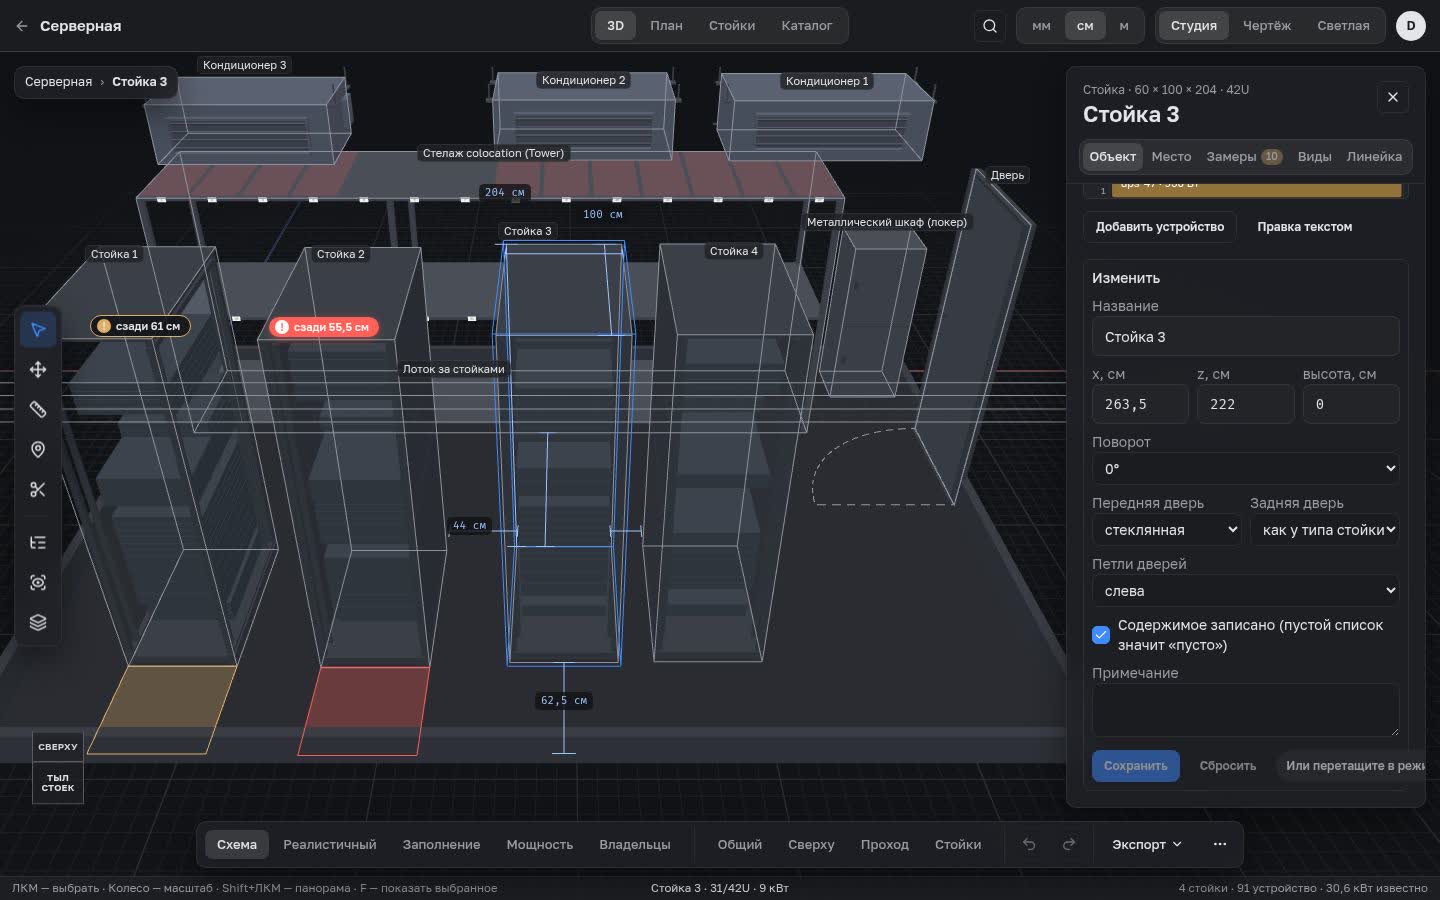 Серверная
3D
План
Стойки
Каталог
мм
см
м
Студия
Чертёж
Светлая
D
Серверная › Стойка 3
Кондиционер 3
Кондиционер 2
Кондиционер 1
Стелаж colocation (Tower)
204 см
100 см
Дверь
Металлический шкаф (локер)
Стойка 1
Стойка 2
Стойка 3
Стойка 4
! сзади 61 см
! сзади 55,5 см
Лоток за стойками
44 см
62,5 см
СВЕРХУ
ТЫЛ
СТОЕК
Стойка · 60 × 100 × 204 · 42U
Стойка 3
Объект
Место
Замеры 10
Виды
Линейка
1
Добавить устройство
Правка текстом
Изменить
Название
Стойка 3
x, см
z, см
высота, см
263,5
222
0
Поворот
0°
Передняя дверь
Задняя дверь
стеклянная
как у типа стойки
Петли дверей
слева
Содержимое записано (пустой список
значит «пусто»)
Примечание
Сохранить
Сбросить
Или перетащите в режи
Схема
Реалистичный
Заполнение
Мощность
Владельцы
Общий
Сверху
Проход
Стойки
Экспорт
ЛКМ — выбрать · Колесо — масштаб · Shift+ЛКМ — панорама · F — показать выбранное
Стойка 3 · 31/42U · 9 кВт
4 стойки · 91 устройство · 30,6 кВт известно